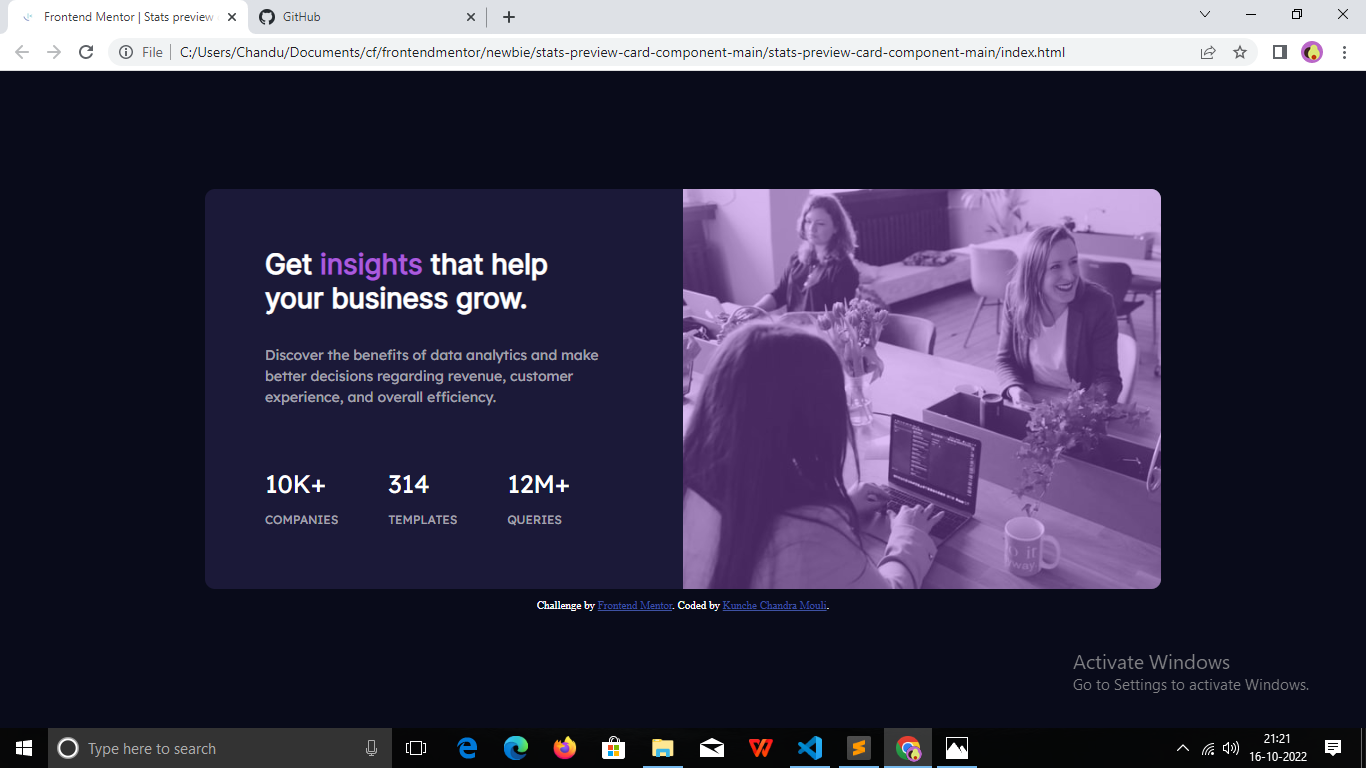 Frontend Mentor | Stats preview
GitHub
File
C:/Users/Chandu/Documents/cf/frontendmentor/newbie/stats-preview-card-component-main/stats-preview-card-component-main/index.html
Get insights that help
your business grow.
Discover the benefits of data analytics and make
better decisions regarding revenue, customer
experience, and overall efficiency.
10K+ 314 12M+
COMPANIES TEMPLATES QUERIES
Challenge by Frontend Mentor. Coded by Kunche Chandra Mouli.
Activate Windows
Go to Settings to activate Windows.
Type here to search
21:21
16-10-2022